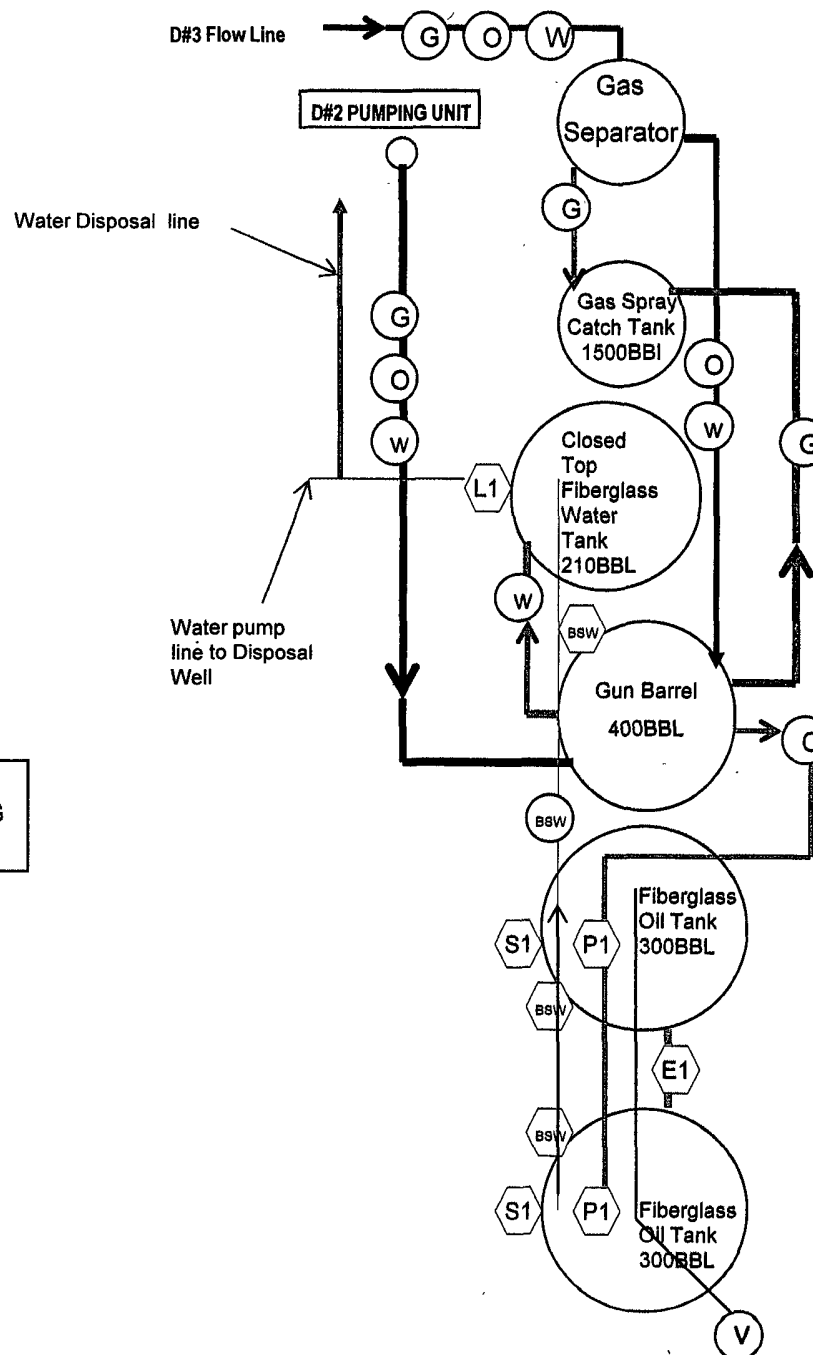 D#3 Flow Line
G
O
W
Gas
Separator
D#2 PUMPING UNIT
G
Water Disposal line
Gas Spray
Catch Tank
1500BBl
G
O
W
O
W
G
Closed
Top
Fiberglass
Water
Tank
210BBL
L1
W
BSW
Water pump
line to Disposal
Well
Gun Barrel
400BBL
BSW
Fiberglass
Oil Tank
300BBL
S1
P1
BSW
E1
BSW
S1
P1
Fiberglass
Oil Tank
300BBL
V